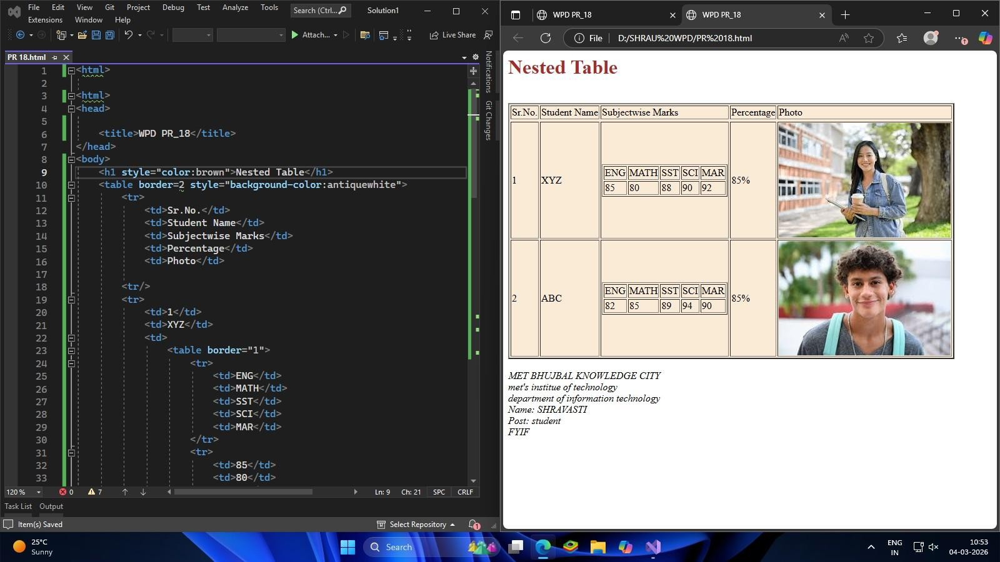 File Edit View Git Project Debug Test Analyze Tools Search (Ctrl... Solution1
Extensions Window Help
Attach... Live Share
PR 18.html
Notifications
Git Changes
1 <html>
2
3 <html>
4 <head>
5
6 <title>WPD PR_18</title>
7 </head>
8 <body>
9 <h1 style="color:brown">Nested Table</h1>
10 <table border=2 style="background-color:antiquewhite">
11 <tr>
12 <td>Sr.No.</td>
13 <td>Student Name</td>
14 <td>Subjectwise Marks</td>
15 <td>Percentage</td>
16 <td>Photo</td>
17
18 <tr/>
19 <tr>
20 <td>1</td>
21 <td>XYZ</td>
22 <td>
23 <table border="1">
24 <tr>
25 <td>ENG</td>
26 <td>MATH</td>
27 <td>SST</td>
28 <td>SCI</td>
29 <td>MAR</td>
30 </tr>
31 <tr>
32 <td>85</td>
33 <td>80</td>
120 % 0 7 Ln: 9 Ch: 21 SPC CRLF
Task List Output
Item(s) Saved Select Repository 1
WPD PR_18 WPD PR_18
File D:/SHRAU%20WPD/PR%2018.html
Nested Table
Sr.No. Student Name Subjectwise Marks Percentage Photo
ENG MATH SST SCI MAR
1 XYZ 85%
85 80 88 90 92
ENG MATH SST SCI MAR
2 ABC 85%
82 85 89 94 90
MET BHUJBAL KNOWLEDGE CITY
met's institue of technology
department of information technology
Name: SHRAVASTI
Post: student
FYIF
25°C
Sunny
Search
ENG
IN
10:53
04-03-2026